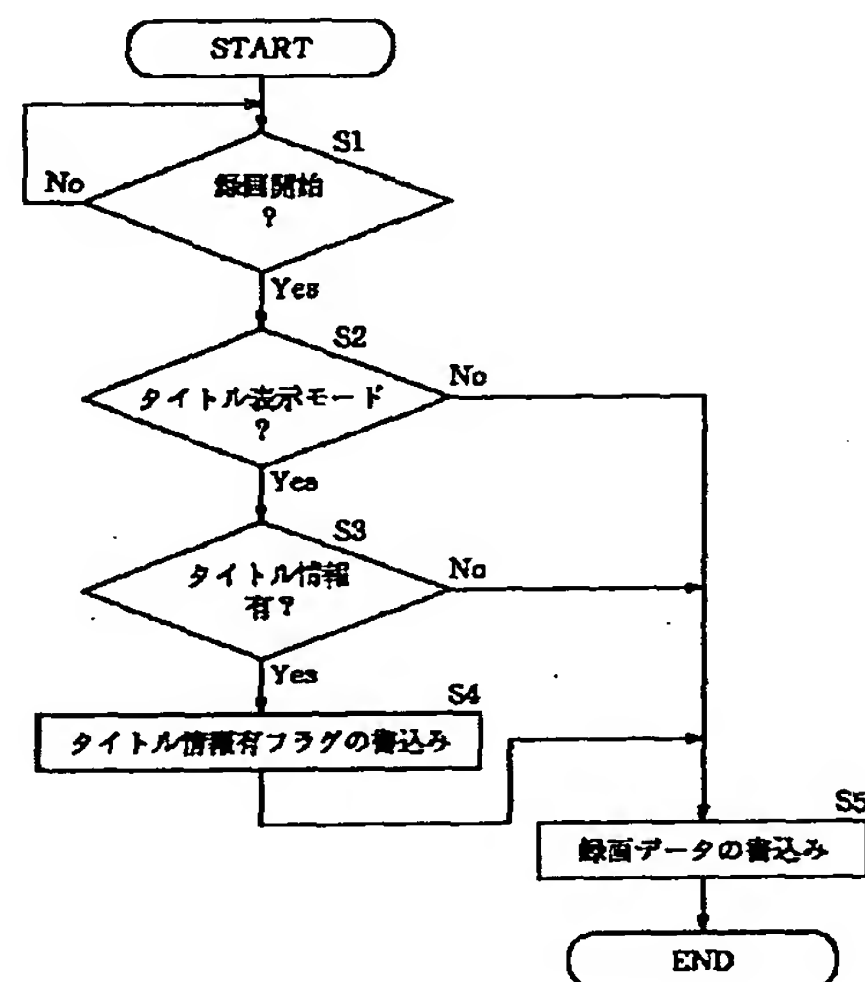 START
S1
録画開始
?
No
Yes
S2
タイトル表示モード
?
No
Yes
S3
タイトル情報
有?
No
Yes
S4
タイトル情報有フラグの書込み
S5
録画データの書込み
END